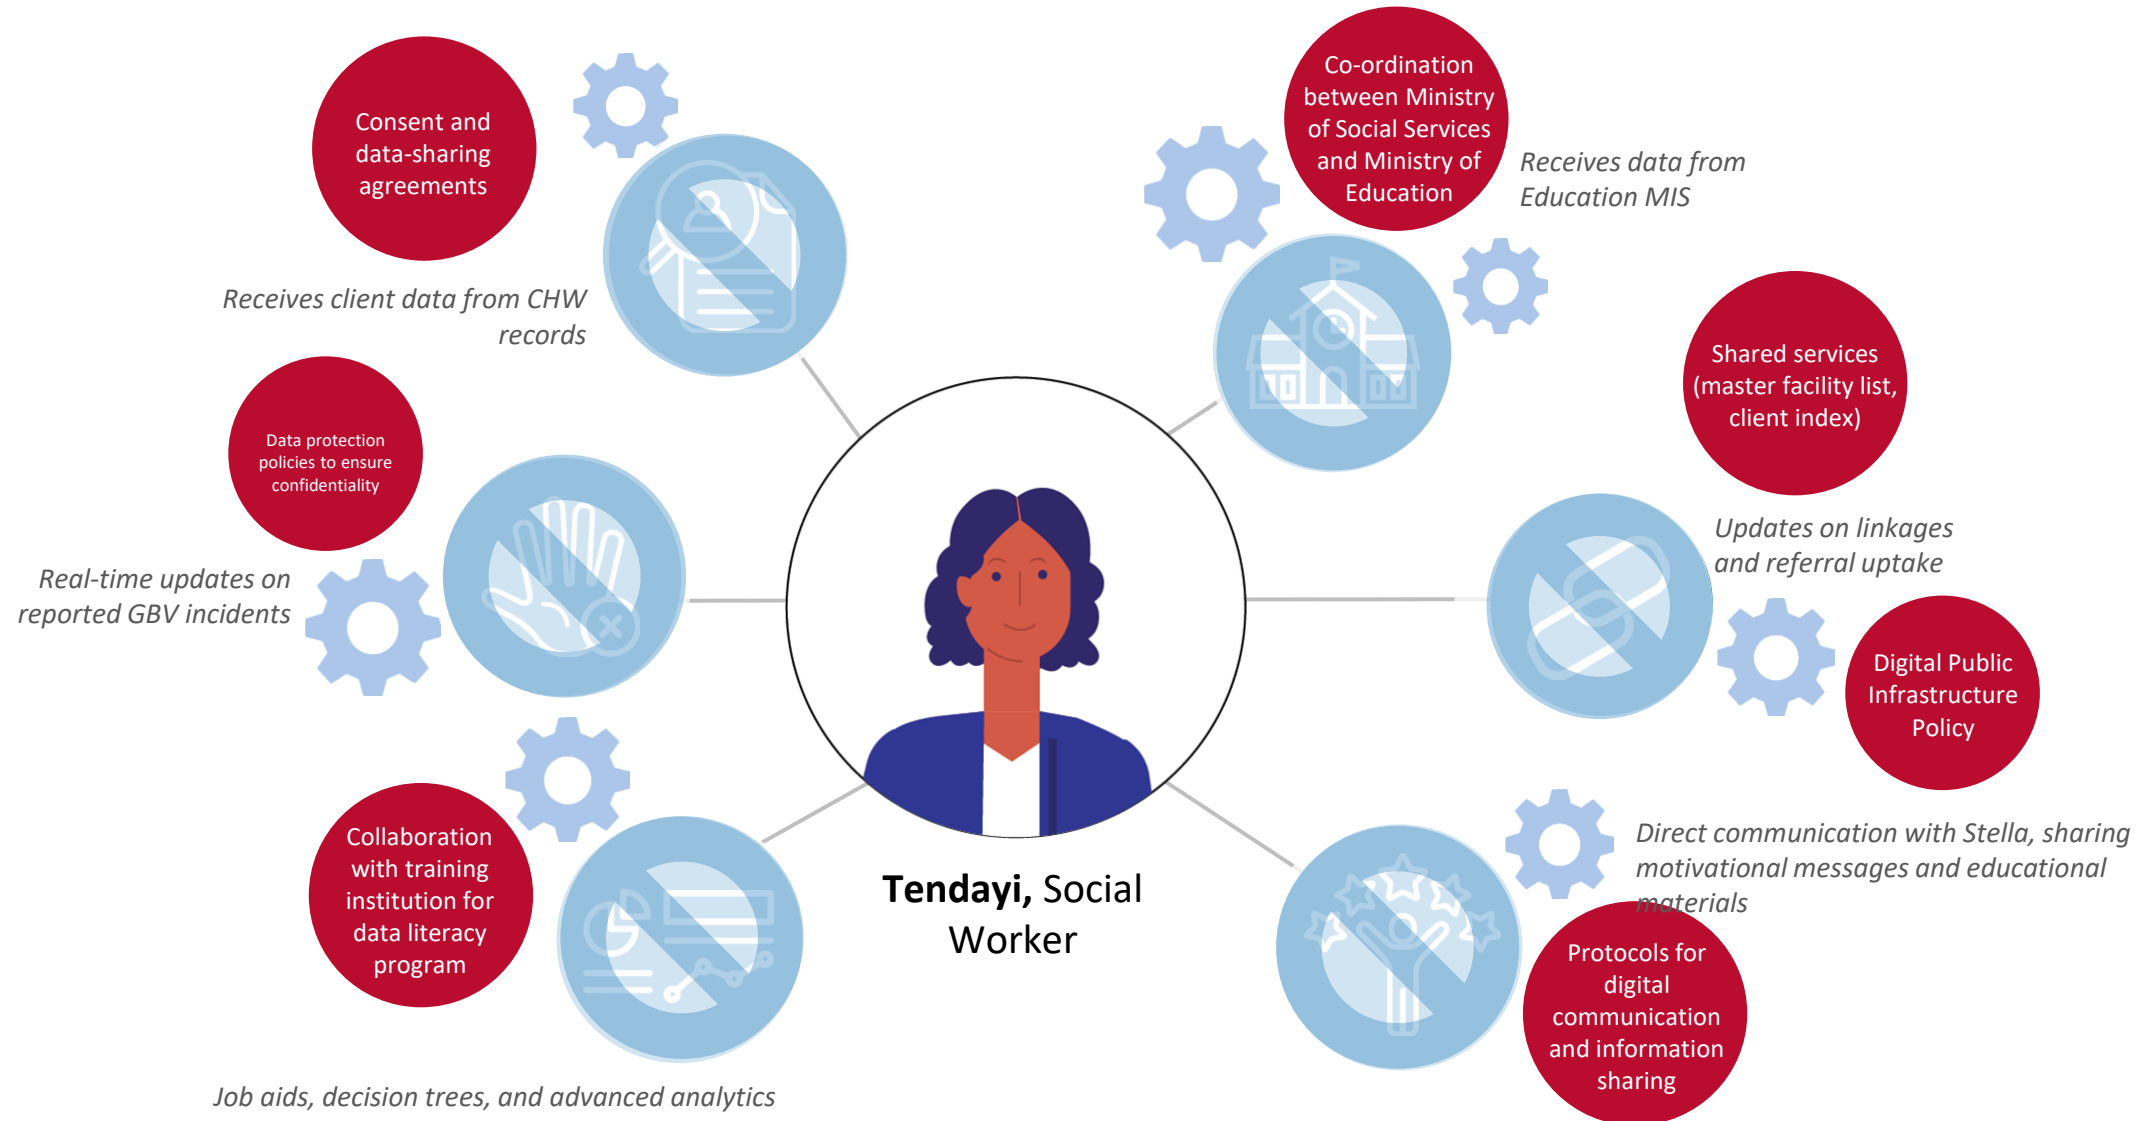 Consent and
data-sharing
agreements
Receives client data from CHW
records
Data protection
policies to ensure
confidentiality
Real-time updates on
reported GBV incidents
Collaboration
with training
institution for
data literacy
program
Job aids, decision trees, and advanced analytics
Tendayi, Social
Worker
Co-ordination
between Ministry
of Social Services
and Ministry of
Education
Receives data from
Education MIS
Shared services
(master facility list,
client index)
Updates on linkages
and referral uptake
Digital Public
Infrastructure
Policy
Direct communication with Stella, sharing
motivational messages and educational
materials
Protocols for
digital
communication
and information
sharing